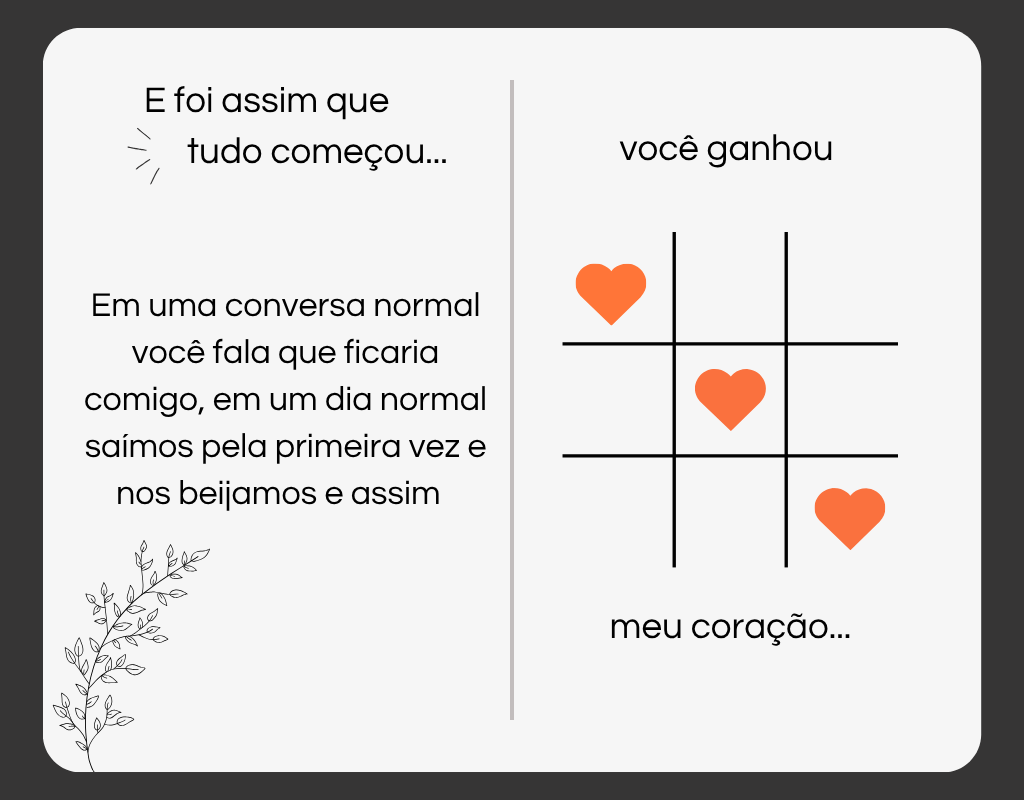 E foi assim que
tudo começou...
Em uma conversa normal
você fala que ficaria
comigo, em um dia normal
saímos pela primeira vez e
nos beijamos e assim
você ganhou
meu coração...